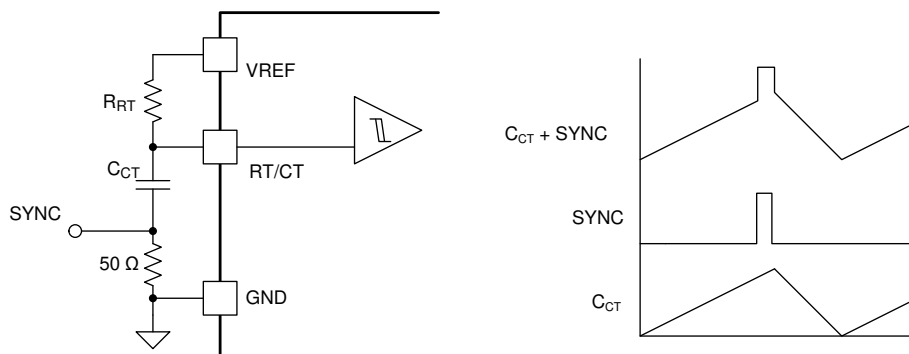 VREF
RRT
CCT
RT/CT
SYNC
50 Ω
GND
CCT + SYNC
SYNC
CCT